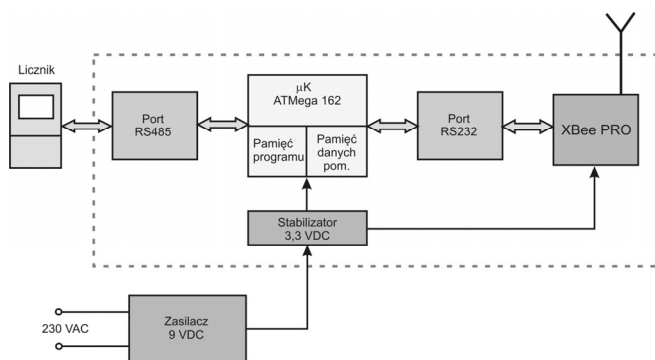 Licznik
Port
RS485
μK
ATMega 162
Pamięć
programu
Pamięć
danych
pom.
Port
RS232
XBee PRO
Stabilizator
3,3 VDC
230 VAC
Zasilacz
9 VDC